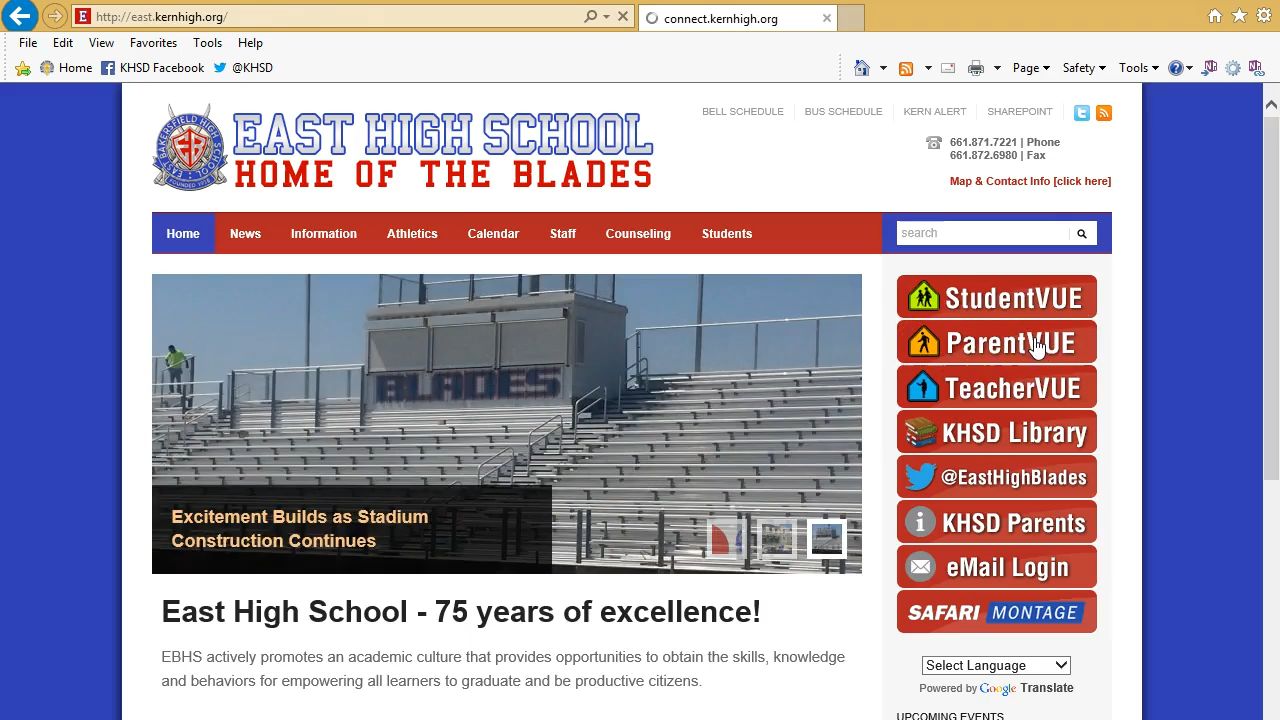 http://east.kernhigh.org/
connect.kernhigh.org
File Edit View Favorites Tools Help
Home KHSD Facebook @KHSD
Page Safety Tools
BELL SCHEDULE BUS SCHEDULE KERN ALERT SHAREPOINT
EAST HIGH SCHOOL
HOME OF THE BLADES
661.871.7221 | Phone
661.872.6980 | Fax
Map & Contact Info [click here]
Home News Information Athletics Calendar Staff Counseling Students
search
BLADES
Excitement Builds as Stadium
Construction Continues
StudentVUE
ParentVUE
TeacherVUE
KHSD Library
@EastHighBlades
KHSD Parents
eMail Login
SAFARI MONTAGE
East High School - 75 years of excellence!
EBHS actively promotes an academic culture that provides opportunities to obtain the skills, knowledge
and behaviors for empowering all learners to graduate and be productive citizens.
Select Language
Powered by Google Translate
UPCOMING EVENTS